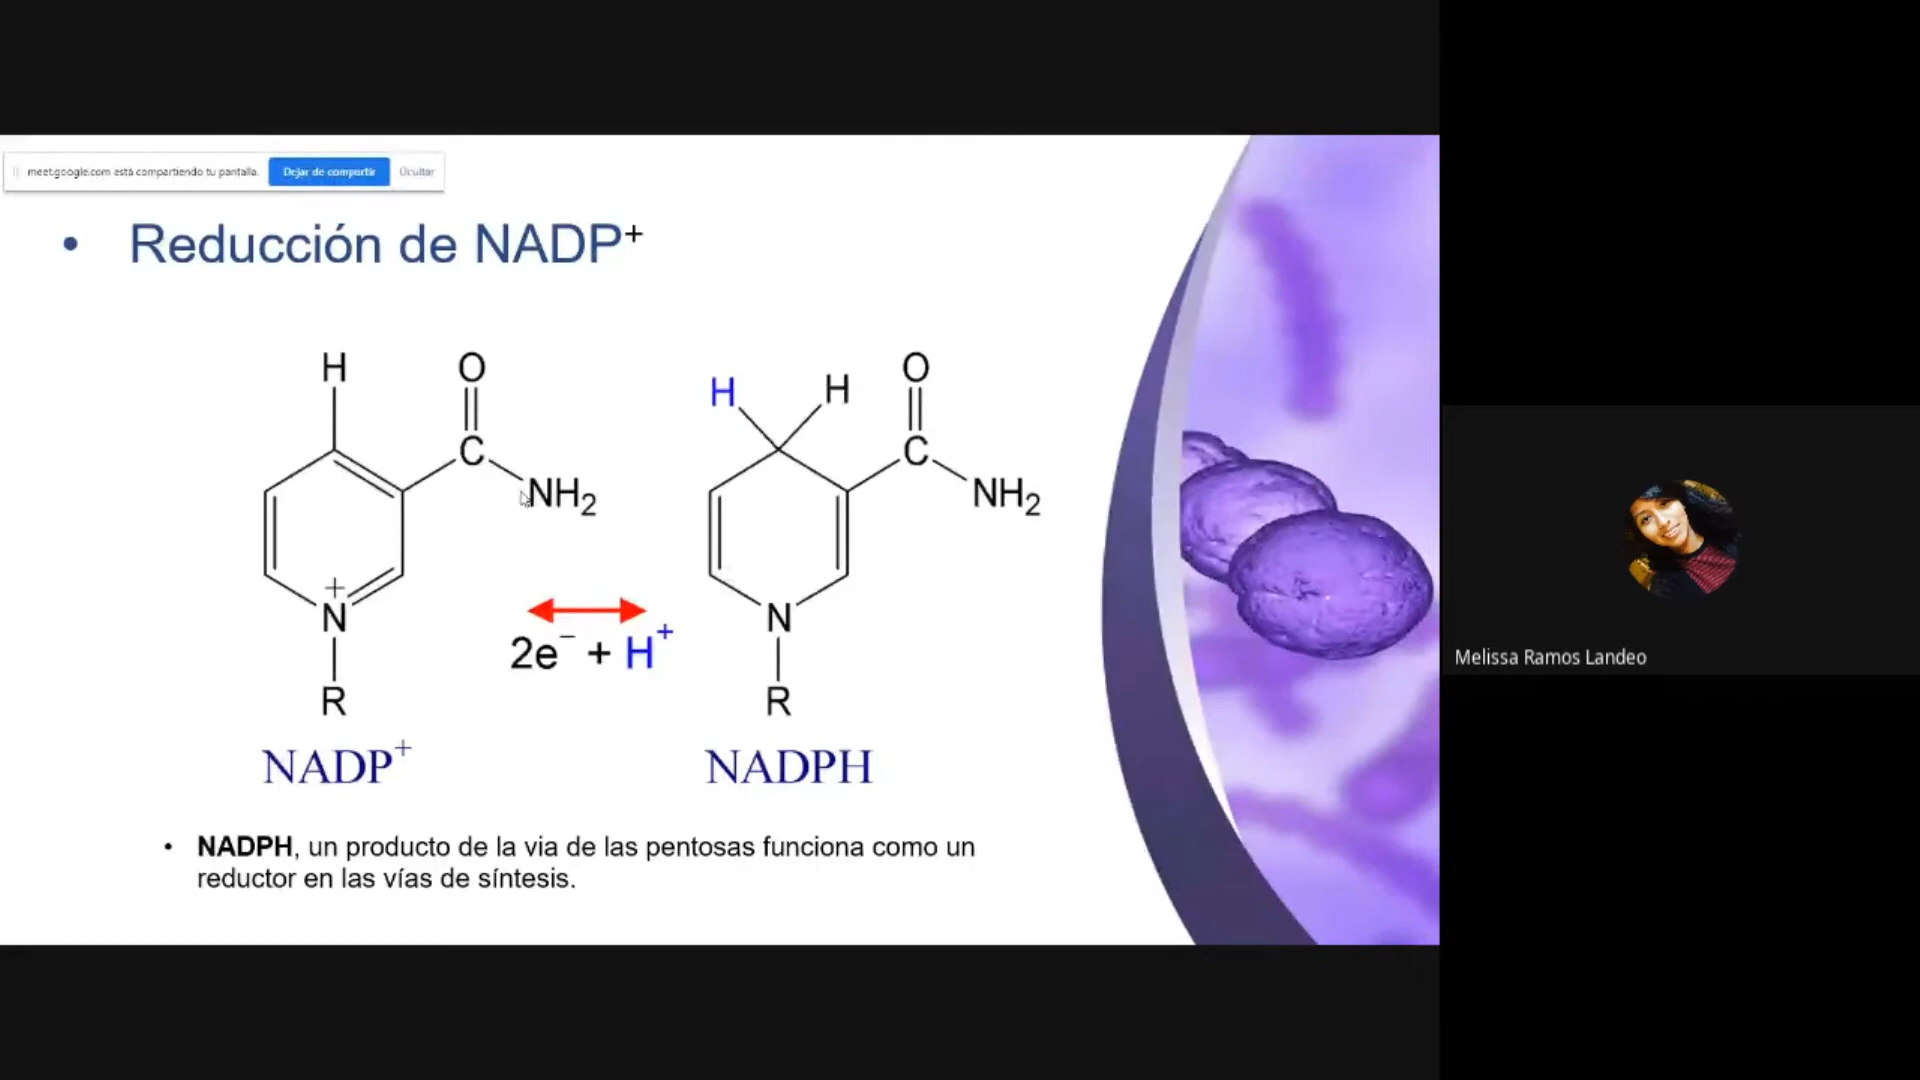 meet.google.com está compartiendo tu pantalla. Dejar de compartir Ocultar
• Reducción de NADP⁺
H O H H O
C NH₂ C NH₂
N⁺ 2e⁻ + H⁺ N
R R
NADP⁺ NADPH
• NADPH, un producto de la via de las pentosas funciona como un
reductor en las vías de síntesis.
Melissa Ramos Landeo